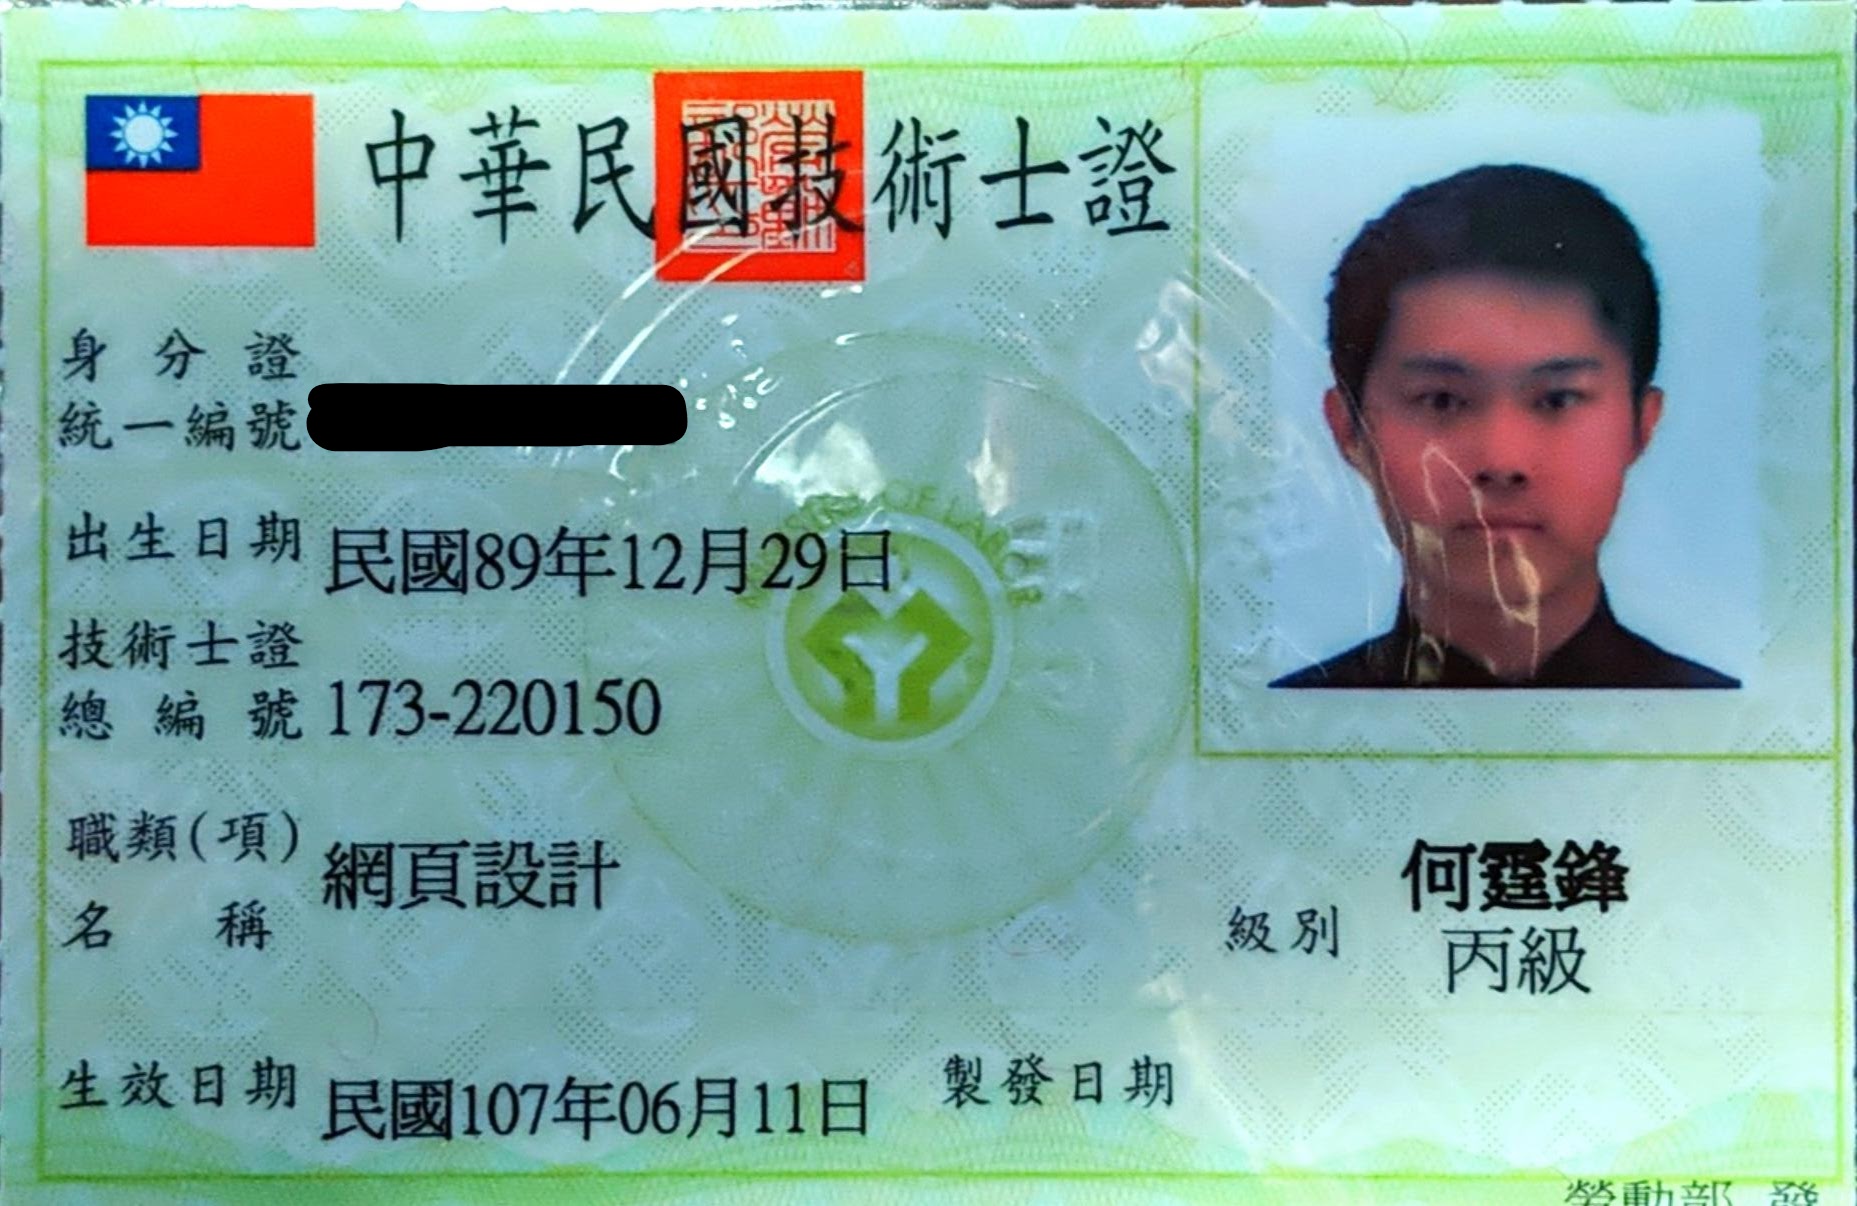 中華民國技術士證
身分證
統一編號
出生日期 民國89年12月29日
技術士證
總編號 173-220150
職類(項)
名稱 網頁設計
何霆鋒
級別 丙級
生效日期 民國107年06月11日 製發日期
勞動部 發